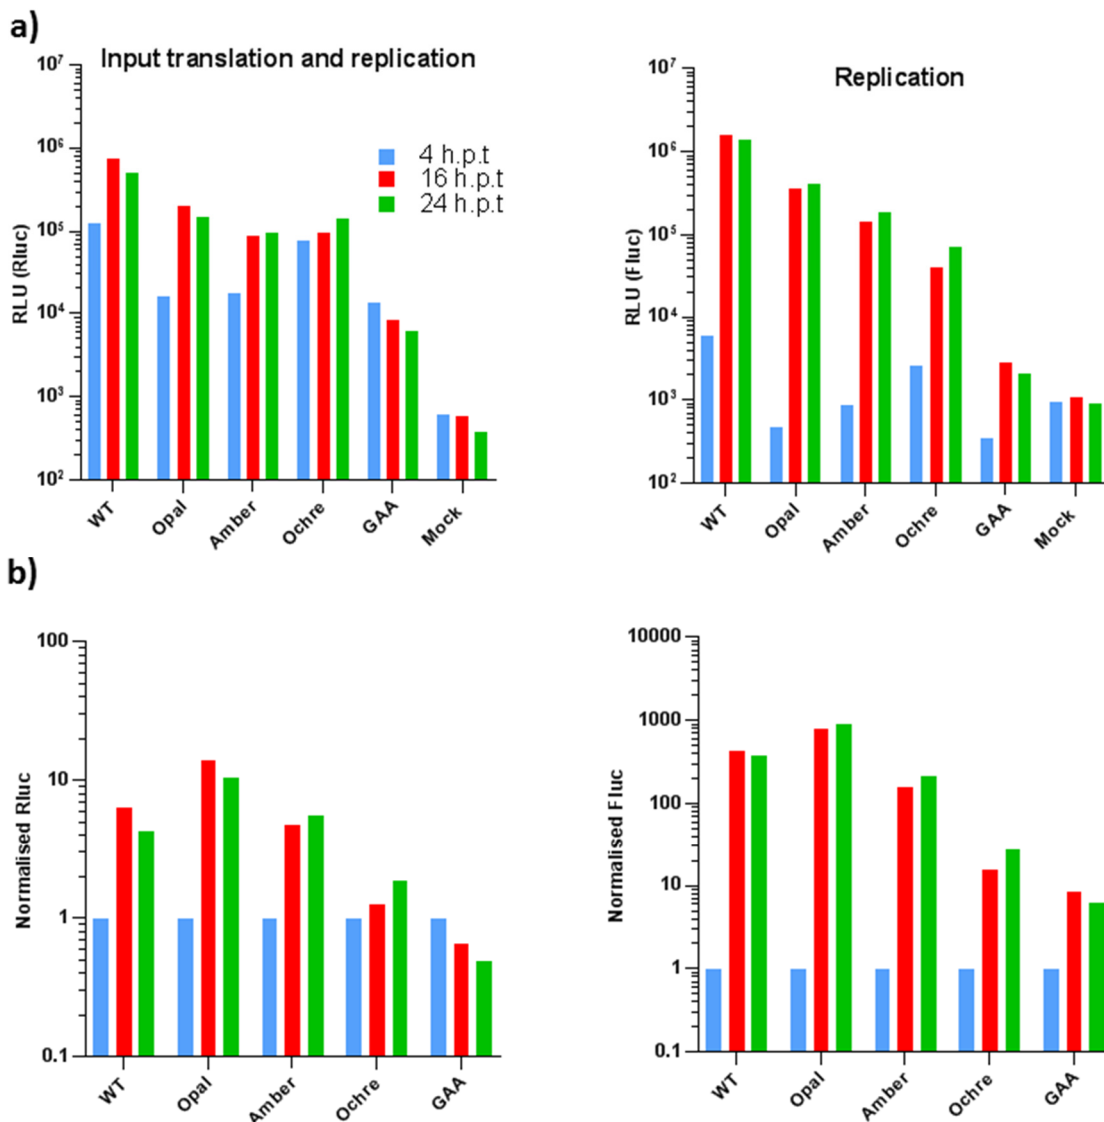 a)
Input translation and replication
10⁷
10⁶
10⁵
10⁴
10³
10²
RLU (Rluc)
4 h.p.t
16 h.p.t
24 h.p.t
WT
Opal
Amber
Ochre
GAA
Mock
Replication
10⁷
10⁶
10⁵
10⁴
10³
10²
RLU (Fluc)
WT
Opal
Amber
Ochre
GAA
Mock
b)
100
10
1
0.1
Normalised Rluc
WT
Opal
Amber
Ochre
GAA
10000
1000
100
10
1
0.1
Normalised Fluc
WT
Opal
Amber
Ochre
GAA